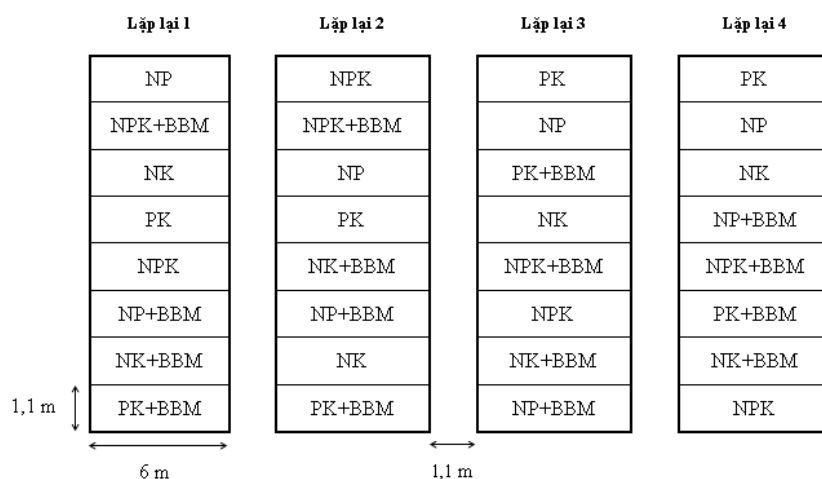 Lặp lại 1 Lặp lại 2 Lặp lại 3 Lặp lại 4
NP NPK PK PK
NPK+BBM NPK+BBM NP NP
NK NP PK+BBM NK
PK PK NK NP+BBM
NPK NK+BBM NPK+BBM NPK+BBM
NP+BBM NP+BBM NPK PK+BBM
NK+BBM NK NK+BBM NK+BBM
1,1 m PK+BBM PK+BBM NP+BBM NPK
6 m 1,1 m